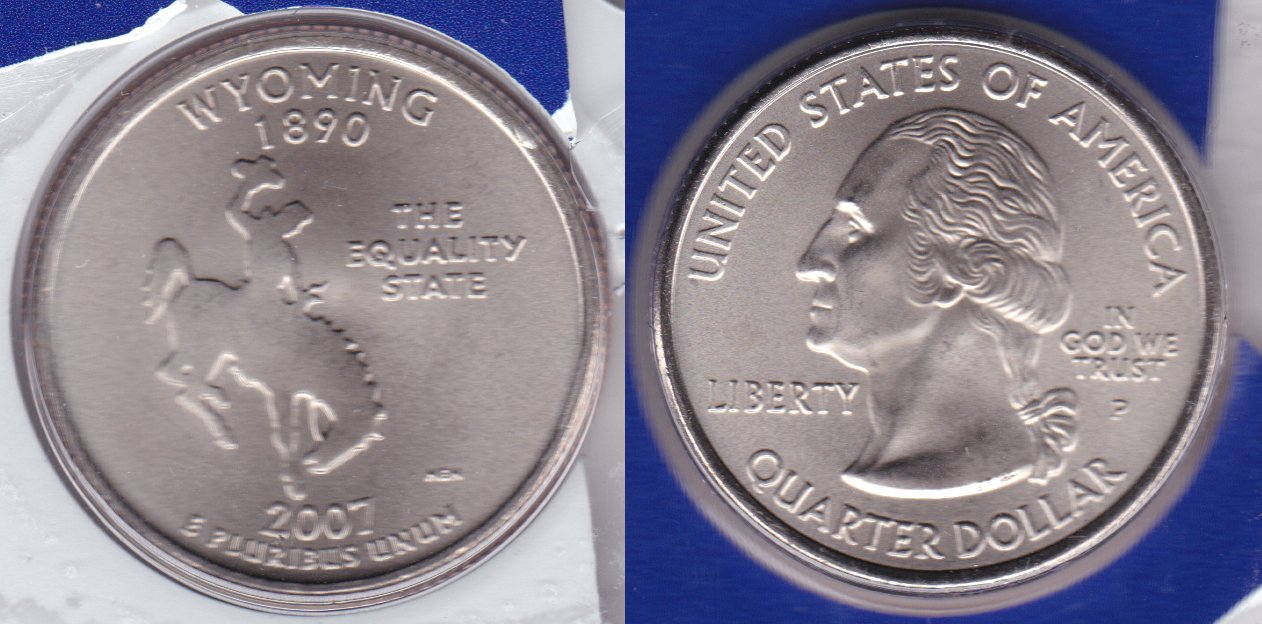 WYOMING
1890
THE
EQUALITY
STATE
2007
E PLURIBUS UNUM
UNITED STATES OF AMERICA
IN
GOD WE
TRUST
LIBERTY
P
QUARTER DOLLAR